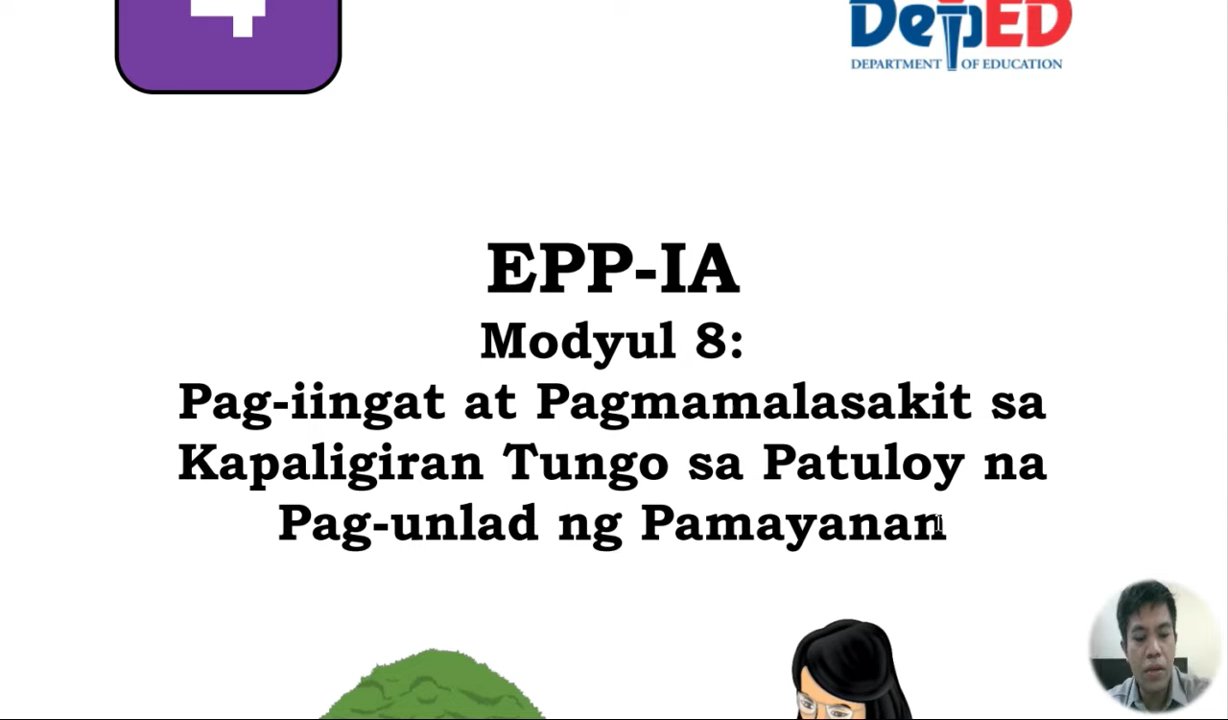 4
DepED
DEPARTMENT OF EDUCATION
EPP-IA
Modyul 8:
Pag-iingat at Pagmamalasakit sa
Kapaligiran Tungo sa Patuloy na
Pag-unlad ng Pamayanan